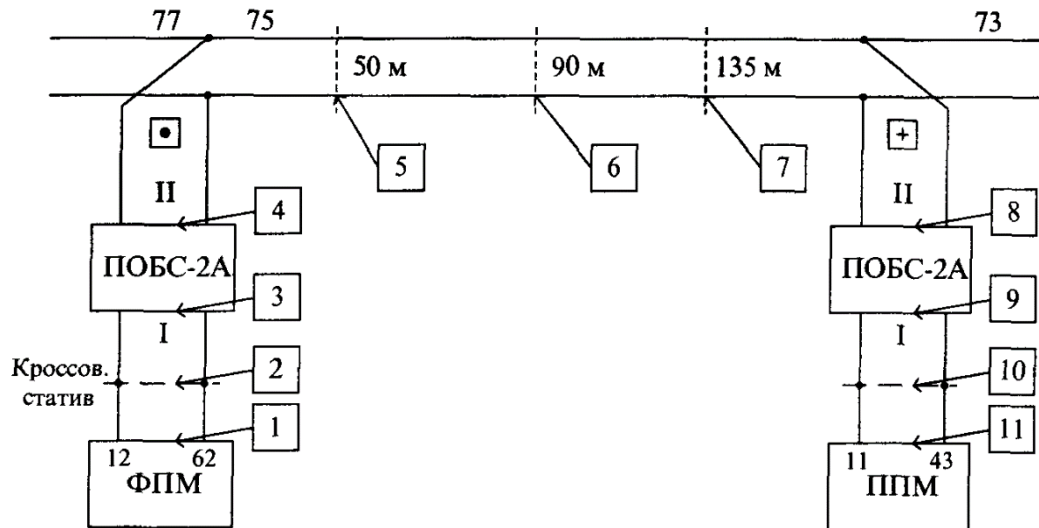 77 75 73
50 м 90 м 135 м
5 6 7
+
II II
4 8
ПОБС-2А ПОБС-2А
3 9
I I
Кроссов.
статив
2 10
1 11
12 62 11 43
ФПМ ППМ